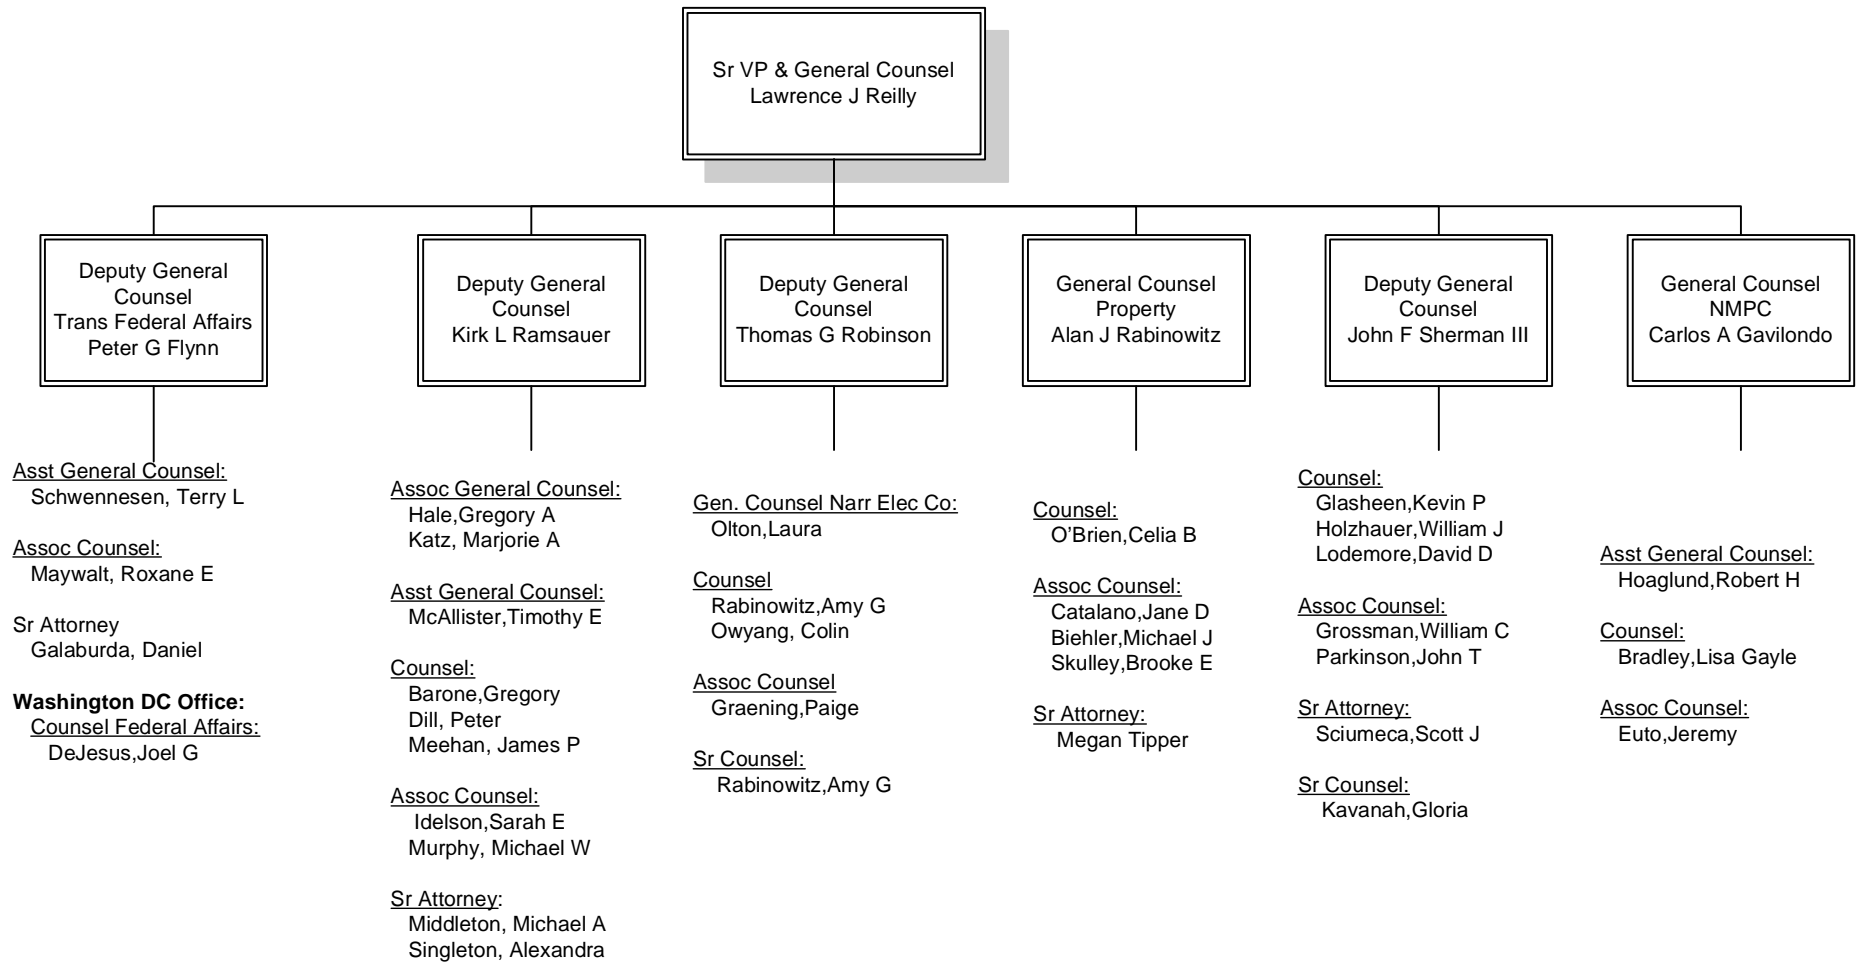 Sr VP & General Counsel
Lawrence J Reilly
Deputy General
Counsel
Trans Federal Affairs
Peter G Flynn
Deputy General
Counsel
Kirk L Ramsauer
Deputy General
Counsel
Thomas G Robinson
General Counsel
Property
Alan J Rabinowitz
Deputy General
Counsel
John F Sherman III
General Counsel
NMPC
Carlos A Gavilondo
Asst General Counsel:
Schwennesen, Terry L
Assoc Counsel:
Maywalt, Roxane E
Sr Attorney
Galaburda, Daniel
Washington DC Office:
Counsel Federal Affairs:
DeJesus,Joel G
Assoc General Counsel:
Hale,Gregory A
Katz, Marjorie A
Asst General Counsel:
McAllister,Timothy E
Counsel:
Barone,Gregory
Dill, Peter
Meehan, James P
Assoc Counsel:
Idelson,Sarah E
Murphy, Michael W
Sr Attorney:
Middleton, Michael A
Singleton, Alexandra
Gen. Counsel Narr Elec Co:
Olton,Laura
Counsel
Rabinowitz,Amy G
Owyang, Colin
Assoc Counsel
Graening,Paige
Sr Counsel:
Rabinowitz,Amy G
Counsel:
O’Brien,Celia B
Assoc Counsel:
Catalano,Jane D
Biehler,Michael J
Skulley,Brooke E
Sr Attorney:
Megan Tipper
Counsel:
Glasheen,Kevin P
Holzhauer,William J
Lodemore,David D
Assoc Counsel:
Grossman,William C
Parkinson,John T
Sr Attorney:
Sciumeca,Scott J
Sr Counsel:
Kavanah,Gloria
Asst General Counsel:
Hoaglund,Robert H
Counsel:
Bradley,Lisa Gayle
Assoc Counsel:
Euto,Jeremy